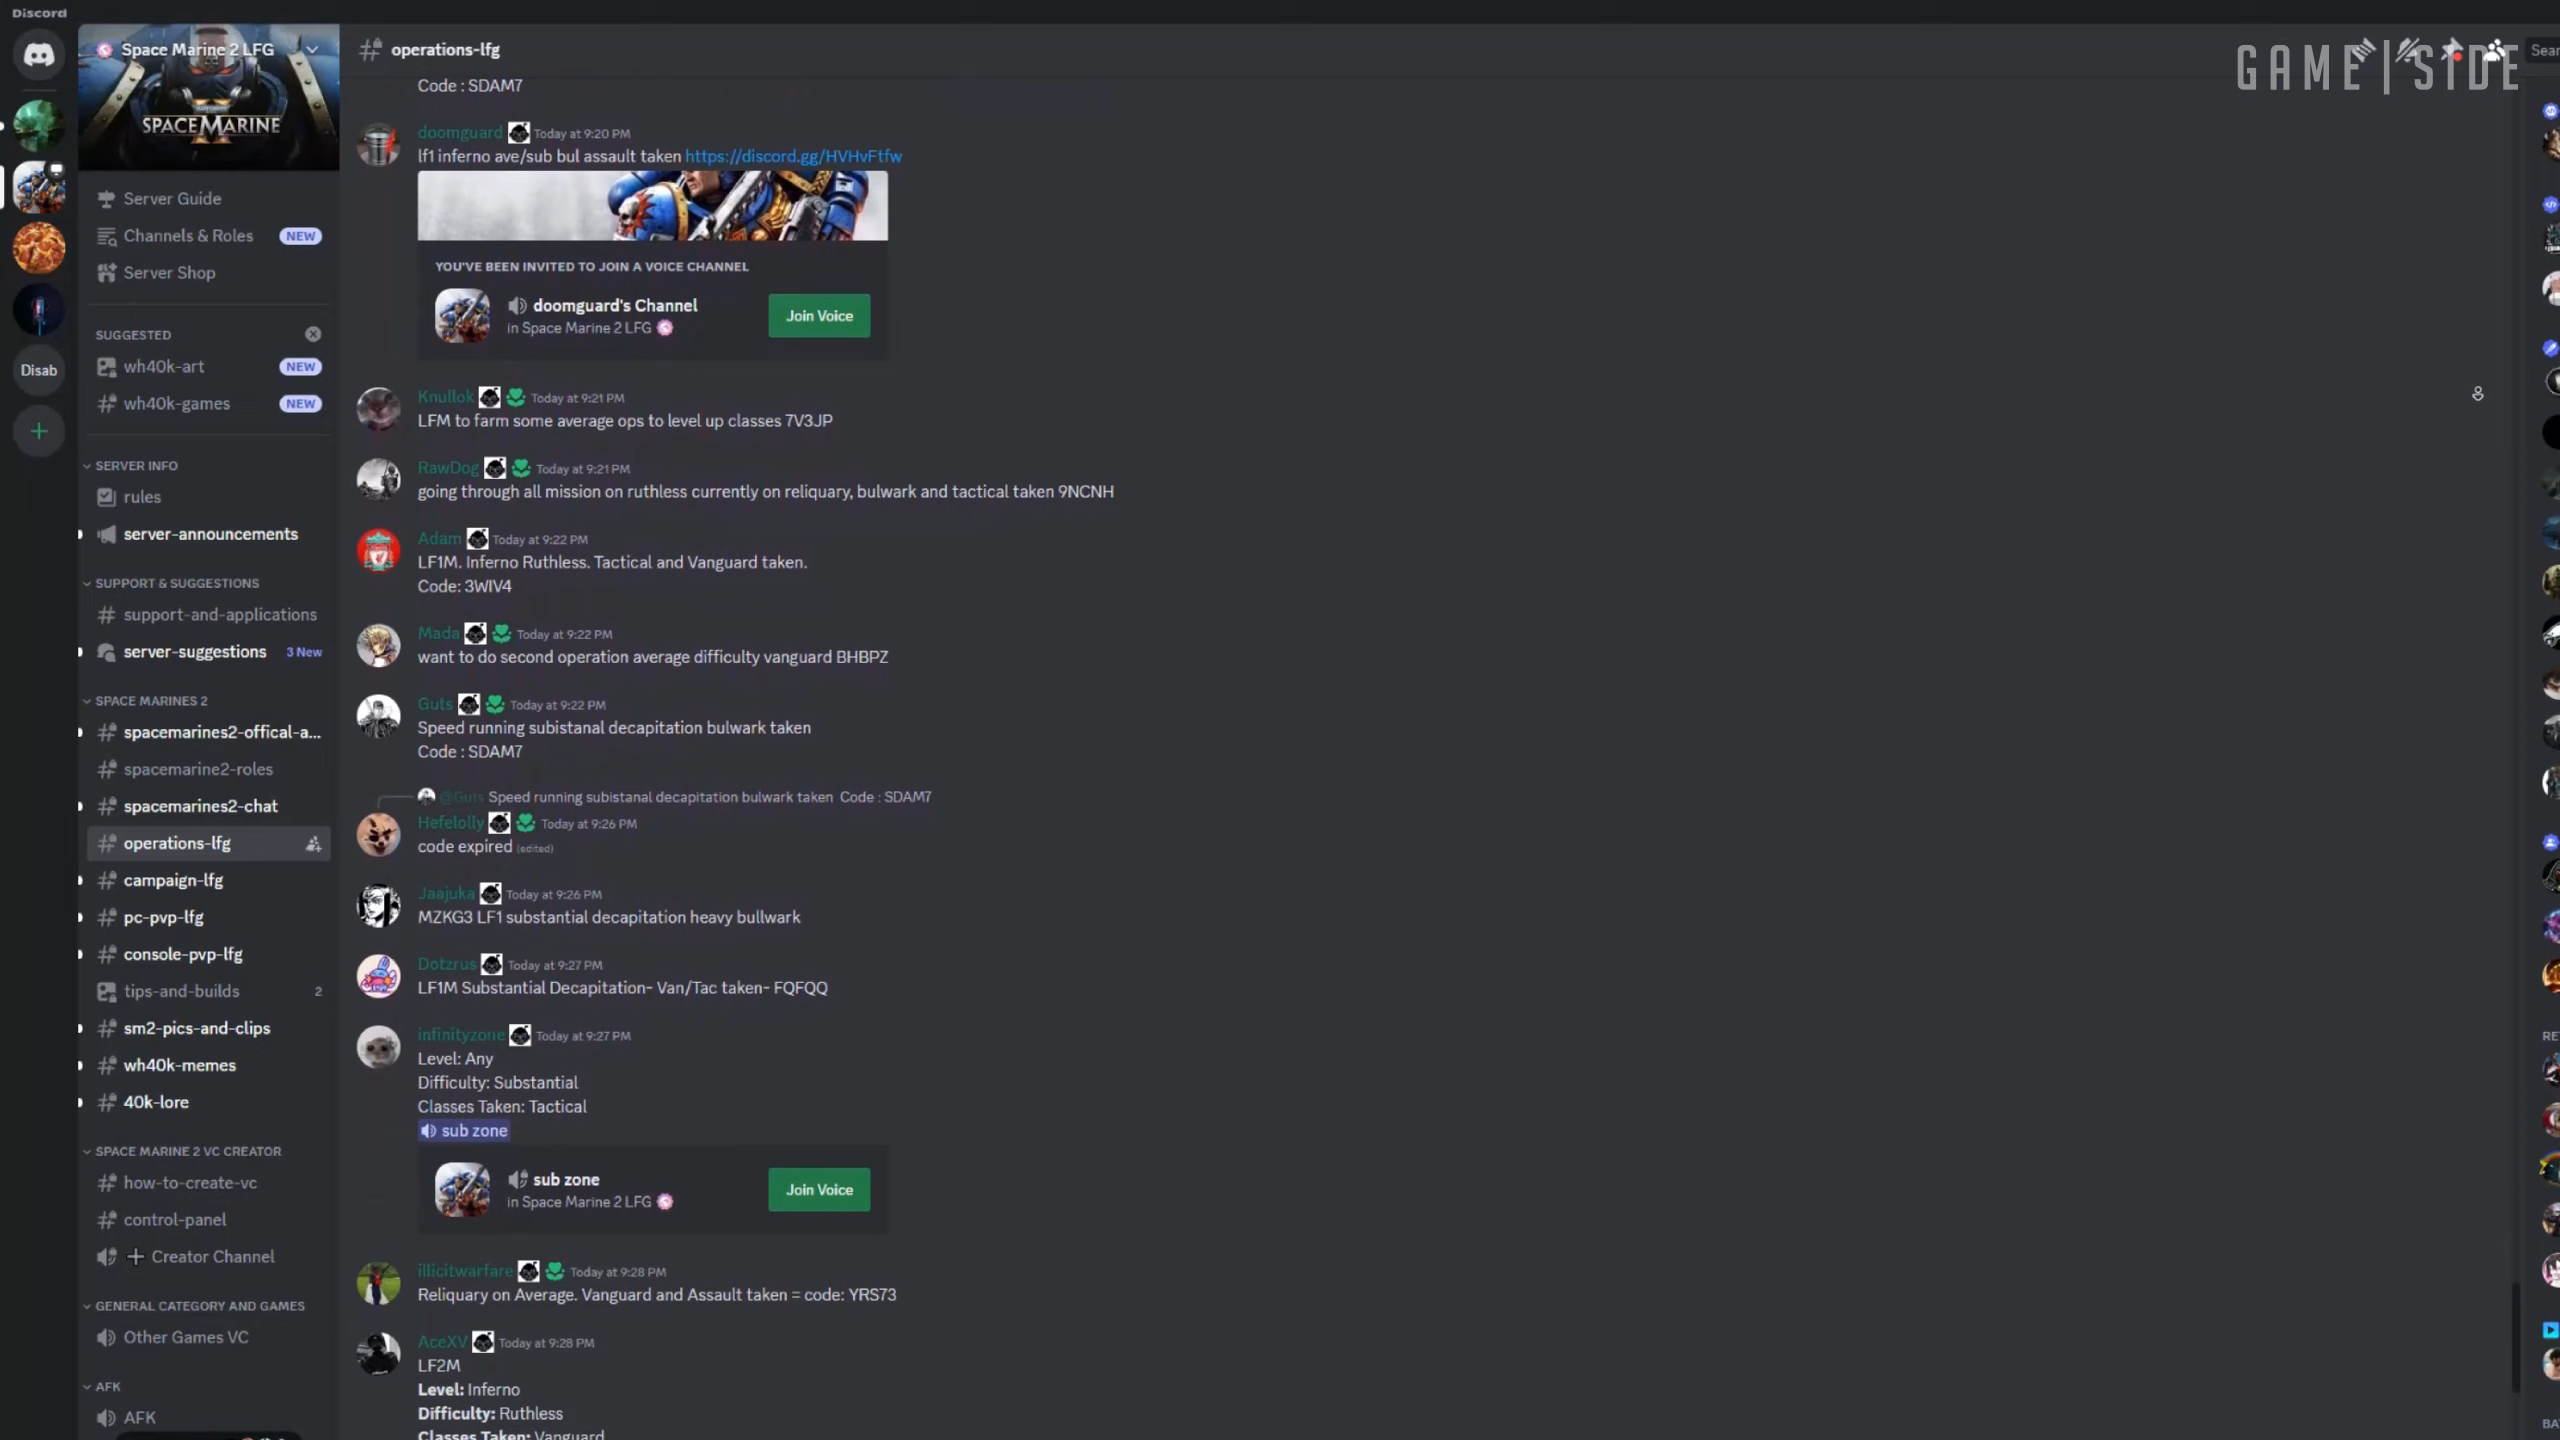 Discord
Space Marine 2 LFG
SPACE MARINE
Server Guide
Channels & Roles NEW
Server Shop
SUGGESTED
wh40k-art NEW
wh40k-games NEW
Disab
SERVER INFO
rules
server-announcements
SUPPORT & SUGGESTIONS
support-and-applications
server-suggestions 3 New
SPACE MARINES 2
spacemarines2-offical-a...
spacemarine2-roles
spacemarines2-chat
operations-lfg
campaign-lfg
pc-pvp-lfg
console-pvp-lfg
tips-and-builds 2
sm2-pics-and-clips
wh40k-memes
40k-lore
SPACE MARINE 2 VC CREATOR
how-to-create-vc
control-panel
+ Creator Channel
GENERAL CATEGORY AND GAMES
Other Games VC
AFK
AFK
operations-lfg
GAME|SIDE
Sear
Code : SDAM7
doomguard Today at 9:20 PM
lf1 inferno ave/sub bul assault taken https://discord.gg/HVHvFtfw
YOU'VE BEEN INVITED TO JOIN A VOICE CHANNEL
doomguard's Channel
in Space Marine 2 LFG
Join Voice
Knullok Today at 9:21 PM
LFM to farm some average ops to level up classes 7V3JP
RawDog Today at 9:21 PM
going through all mission on ruthless currently on reliquary, bulwark and tactical taken 9NCNH
Adam Today at 9:22 PM
LF1M. Inferno Ruthless. Tactical and Vanguard taken.
Code: 3WIV4
Mada Today at 9:22 PM
want to do second operation average difficulty vanguard BHBPZ
Guts Today at 9:22 PM
Speed running subistanal decapitation bulwark taken
Code : SDAM7
@Guts Speed running subistanal decapitation bulwark taken Code : SDAM7
Hefelolly Today at 9:26 PM
code expired (edited)
Jaajuka Today at 9:26 PM
MZKG3 LF1 substantial decapitation heavy bullwark
Dotzrus Today at 9:27 PM
LF1M Substantial Decapitation- Van/Tac taken- FQFQQ
infinityzone Today at 9:27 PM
Level: Any
Difficulty: Substantial
Classes Taken: Tactical
sub zone
sub zone
in Space Marine 2 LFG
Join Voice
illicitwarfare Today at 9:28 PM
Reliquary on Average. Vanguard and Assault taken = code: YRS73
AceXV Today at 9:28 PM
LF2M
Level: Inferno
Difficulty: Ruthless
Classes Taken: Vanguard
RE
BA